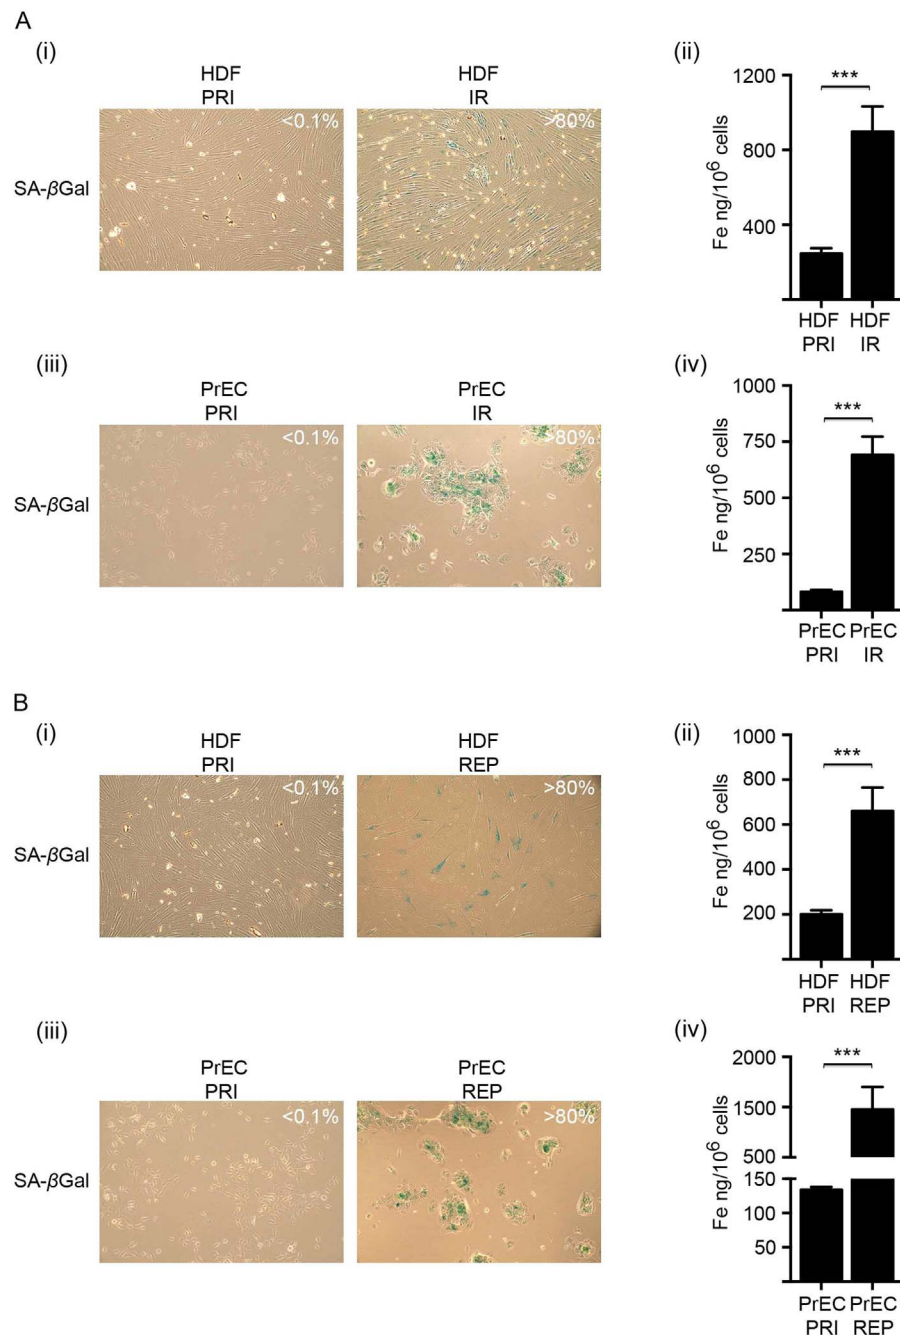 A
(i)
HDF
PRI
HDF
IR
SA-βGal
<0.1%
>80%
(ii)
Fe ng/10⁶ cells
1200
800
400
***
HDF
PRI
HDF
IR
(iii)
PrEC
PRI
PrEC
IR
SA-βGal
<0.1%
>80%
(iv)
Fe ng/10⁶ cells
1000
750
500
250
***
PrEC
PRI
PrEC
IR
B
(i)
HDF
PRI
HDF
REP
SA-βGal
<0.1%
>80%
(ii)
Fe ng/10⁶ cells
1000
800
600
400
200
***
HDF
PRI
HDF
REP
(iii)
PrEC
PRI
PrEC
REP
SA-βGal
<0.1%
>80%
(iv)
Fe ng/10⁶ cells
2000
1500
500
150
100
50
***
PrEC
PRI
PrEC
REP